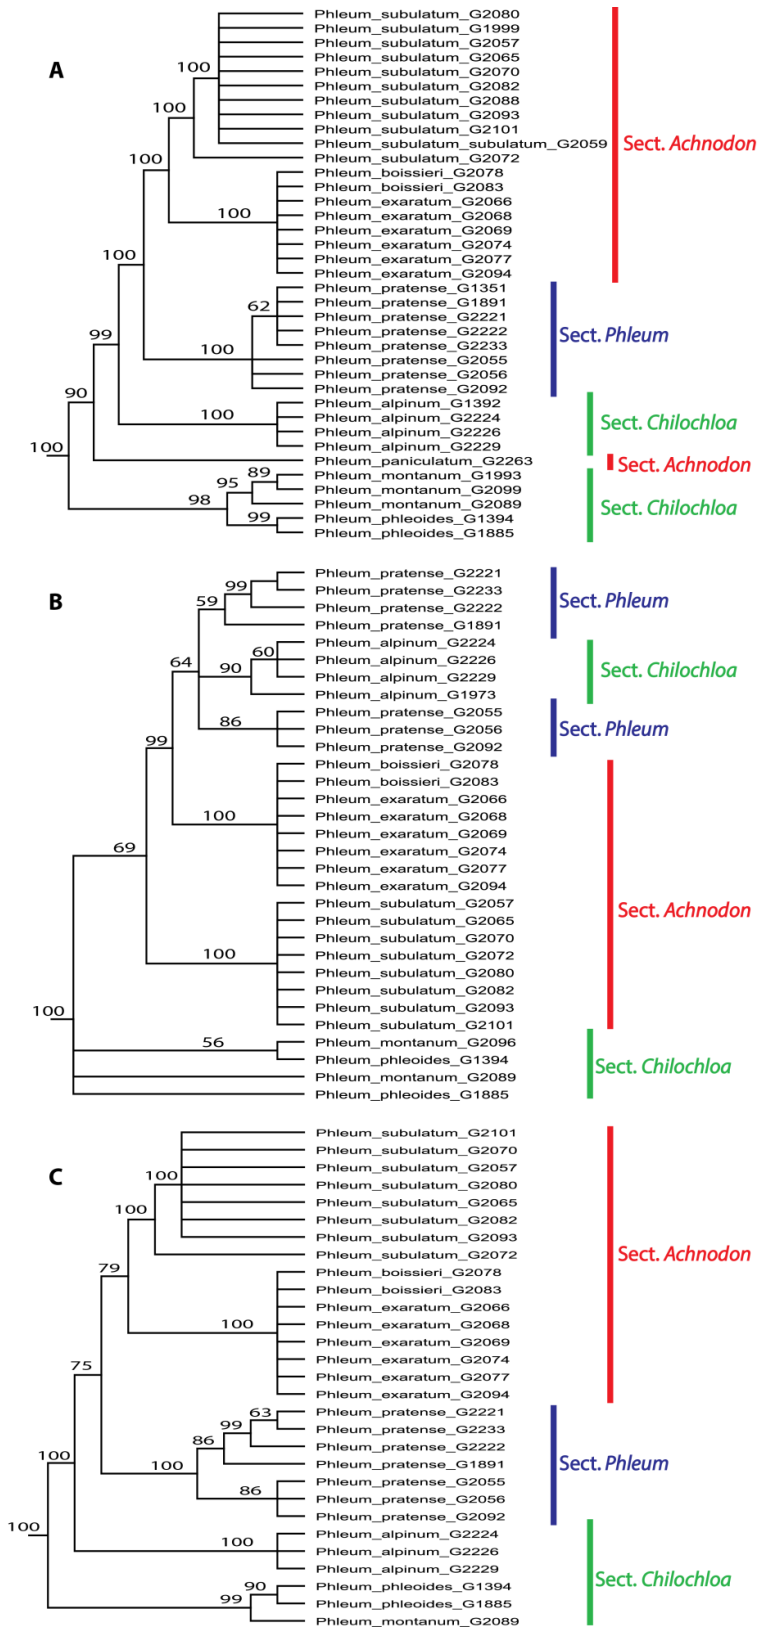 Phleum_subulatum_G2080
Phleum_subulatum_G1999
Phleum_subulatum_G2057
Phleum_subulatum_G2065
A
100
Phleum_subulatum_G2070
Phleum_subulatum_G2082
Phleum_subulatum_G2088
100
Phleum_subulatum_G2093
Phleum_subulatum_G2101
Phleum_subulatum_subulatum_G2059
Sect. Achnodon
Phleum_subulatum_G2072
100
Phleum_boissieri_G2078
Phleum_boissieri_G2083
Phleum_exaratum_G2066
100
Phleum_exaratum_G2068
Phleum_exaratum_G2069
Phleum_exaratum_G2074
100
Phleum_exaratum_G2077
Phleum_exaratum_G2094
Phleum_pratense_G1351
62
Phleum_pratense_G1891
Phleum_pratense_G2221
Phleum_pratense_G2222
99
Phleum_pratense_G2233
Sect. Phleum
100
Phleum_pratense_G2055
Phleum_pratense_G2056
90
Phleum_pratense_G2092
Phleum_alpinum_G1392
100
Phleum_alpinum_G2224
Sect. Chilochloa
Phleum_alpinum_G2226
100
Phleum_alpinum_G2229
Phleum_paniculatum_G2263
Sect. Achnodon
89
Phleum_montanum_G1993
95
Phleum_montanum_G2099
98
Phleum_montanum_G2089
Sect. Chilochloa
99
Phleum_phleoides_G1394
Phleum_phleoides_G1885
B
Phleum_pratense_G2221
99
Phleum_pratense_G2233
59
Phleum_pratense_G2222
Sect. Phleum
Phleum_pratense_G1891
Phleum_alpinum_G2224
60
Phleum_alpinum_G2226
64
90
Phleum_alpinum_G2229
Sect. Chilochloa
Phleum_alpinum_G1973
Phleum_pratense_G2055
86
Phleum_pratense_G2056
Sect. Phleum
99
Phleum_pratense_G2092
Phleum_boissieri_G2078
Phleum_boissieri_G2083
Phleum_exaratum_G2066
100
Phleum_exaratum_G2068
Phleum_exaratum_G2069
69
Phleum_exaratum_G2074
Phleum_exaratum_G2077
Phleum_exaratum_G2094
Phleum_subulatum_G2057
Sect. Achnodon
Phleum_subulatum_G2065
Phleum_subulatum_G2070
100
Phleum_subulatum_G2072
Phleum_subulatum_G2080
Phleum_subulatum_G2082
100
Phleum_subulatum_G2093
Phleum_subulatum_G2101
56
Phleum_montanum_G2096
Phleum_phleoides_G1394
Sect. Chilochloa
Phleum_montanum_G2089
Phleum_phleoides_G1885
Phleum_subulatum_G2101
Phleum_subulatum_G2070
Phleum_subulatum_G2057
C
100
Phleum_subulatum_G2080
Phleum_subulatum_G2065
100
Phleum_subulatum_G2082
Phleum_subulatum_G2093
Phleum_subulatum_G2072
Sect. Achnodon
79
Phleum_boissieri_G2078
Phleum_boissieri_G2083
Phleum_exaratum_G2066
100
Phleum_exaratum_G2068
Phleum_exaratum_G2069
75
Phleum_exaratum_G2074
Phleum_exaratum_G2077
Phleum_exaratum_G2094
63
Phleum_pratense_G2221
99
Phleum_pratense_G2233
86
Phleum_pratense_G2222
100
100
Phleum_pratense_G1891
Sect. Phleum
Phleum_pratense_G2055
86
Phleum_pratense_G2056
Phleum_pratense_G2092
100
Phleum_alpinum_G2224
100
Phleum_alpinum_G2226
Phleum_alpinum_G2229
Sect. Chilochloa
90
Phleum_phleoides_G1394
99
Phleum_phleoides_G1885
Phleum_montanum_G2089